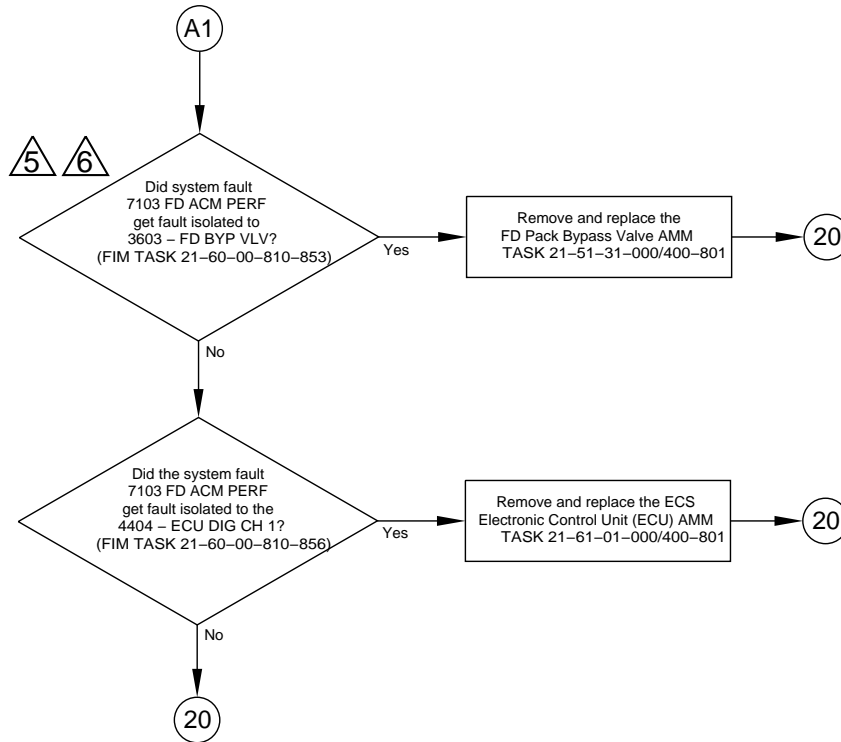 A1
5 6
Did system fault
7103 FD ACM PERF
get fault isolated to
3603 – FD BYP VLV?
(FIM TASK 21–60–00–810–853)
Yes
Remove and replace the
FD Pack Bypass Valve AMM
TASK 21–51–31–000/400–801
20
No
Did the system fault
7103 FD ACM PERF
get fault isolated to the
4404 – ECU DIG CH 1?
(FIM TASK 21–60–00–810–856)
Yes
Remove and replace the ECS
Electronic Control Unit (ECU) AMM
TASK 21–61–01–000/400–801
20
No
20